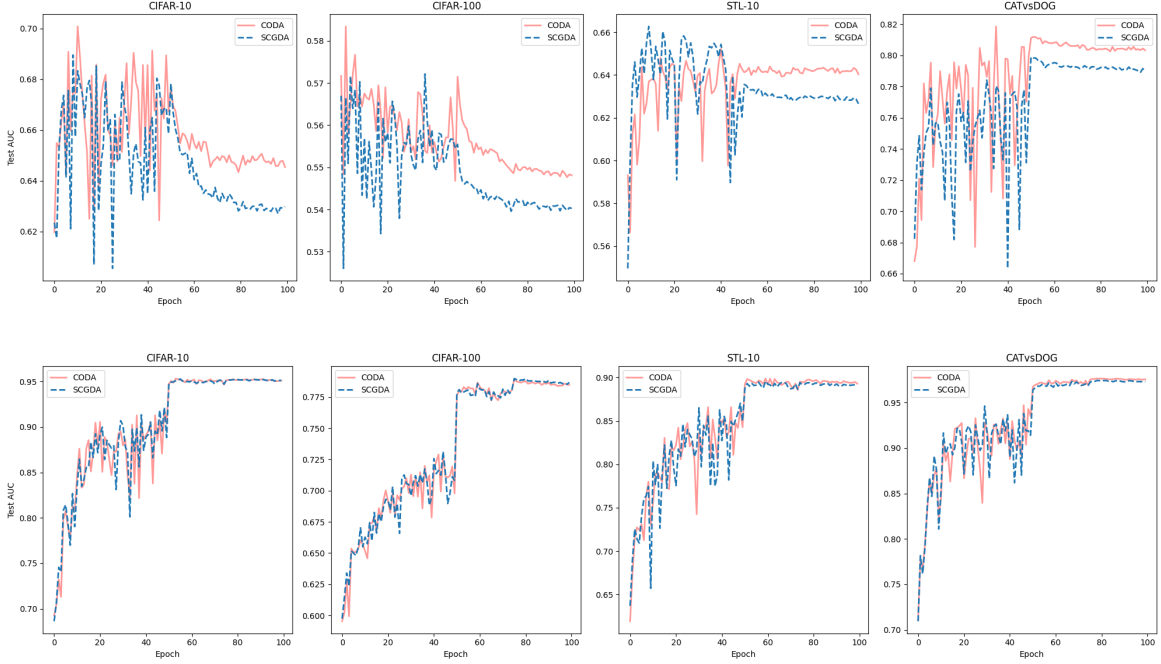 CIFAR-10
CIFAR-100
STL-10
CATvsDOG
0.70
0.68
0.66
0.64
0.62
Test AUC
CODA
SCGDA
0 20 40 60 80 100
Epoch
0.58
0.57
0.56
0.55
0.54
0.53
CODA
SCGDA
0 20 40 60 80 100
Epoch
0.66
0.64
0.62
0.60
0.58
0.56
CODA
SCGDA
0 20 40 60 80 100
Epoch
0.82
0.80
0.78
0.76
0.74
0.72
0.70
0.68
0.66
CODA
SCGDA
0 20 40 60 80 100
Epoch
CIFAR-10
CIFAR-100
STL-10
CATvsDOG
0.95
0.90
0.85
0.80
0.75
0.70
Test AUC
CODA
SCGDA
0 20 40 60 80 100
Epoch
0.775
0.750
0.725
0.700
0.675
0.650
0.625
0.600
CODA
SCGDA
0 20 40 60 80 100
Epoch
0.90
0.85
0.80
0.75
0.70
0.65
CODA
SCGDA
0 20 40 60 80 100
Epoch
0.95
0.90
0.85
0.80
0.75
0.70
CODA
SCGDA
0 20 40 60 80 100
Epoch